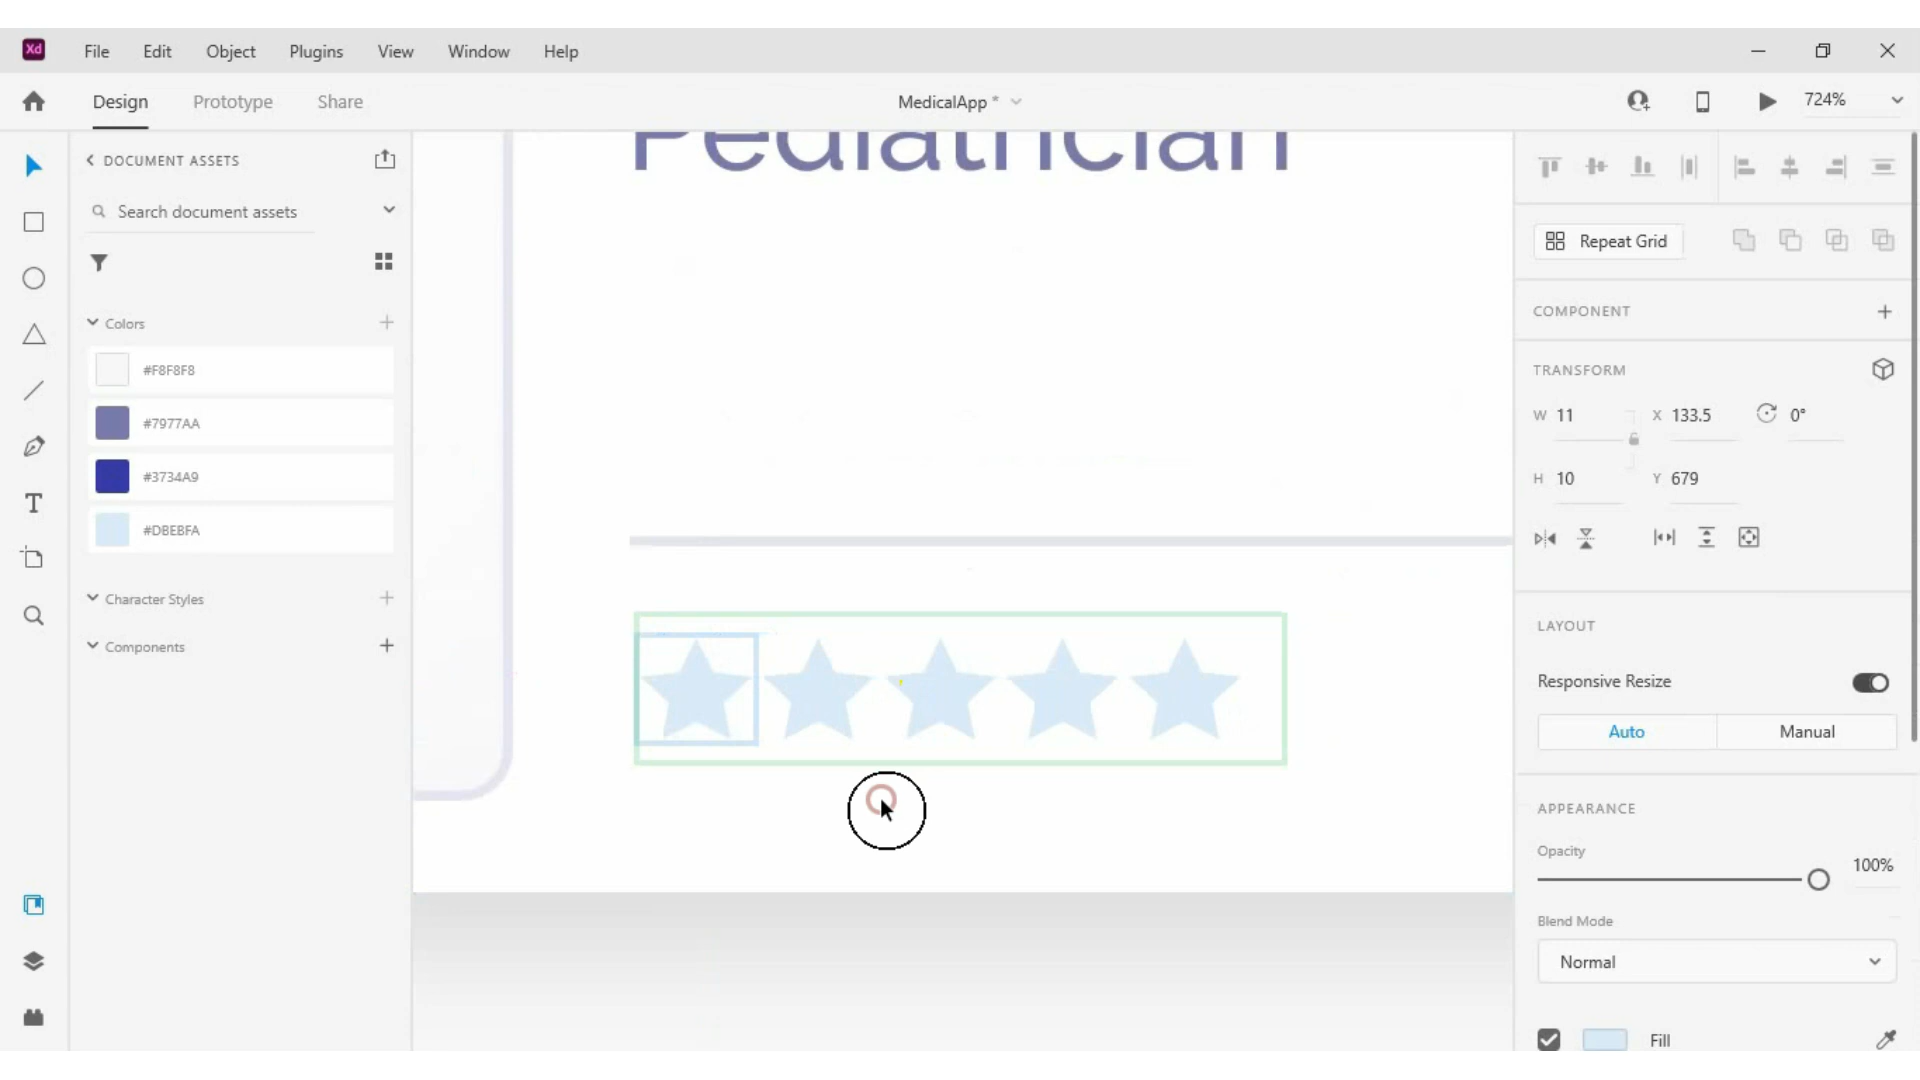 Xd File Edit Object Plugins View Window Help
Design Prototype Share MedicalApp * 724%
DOCUMENT ASSETS
Search document assets
Colors
#F8F8F8
#7977AA
#3734A9
#DBEBFA
Character Styles
Components
Pediatrician
Repeat Grid
COMPONENT
TRANSFORM
W 11 X 133.5 0°
H 10 Y 679
LAYOUT
Responsive Resize
Auto Manual
APPEARANCE
Opacity
100%
Blend Mode
Normal
Fill